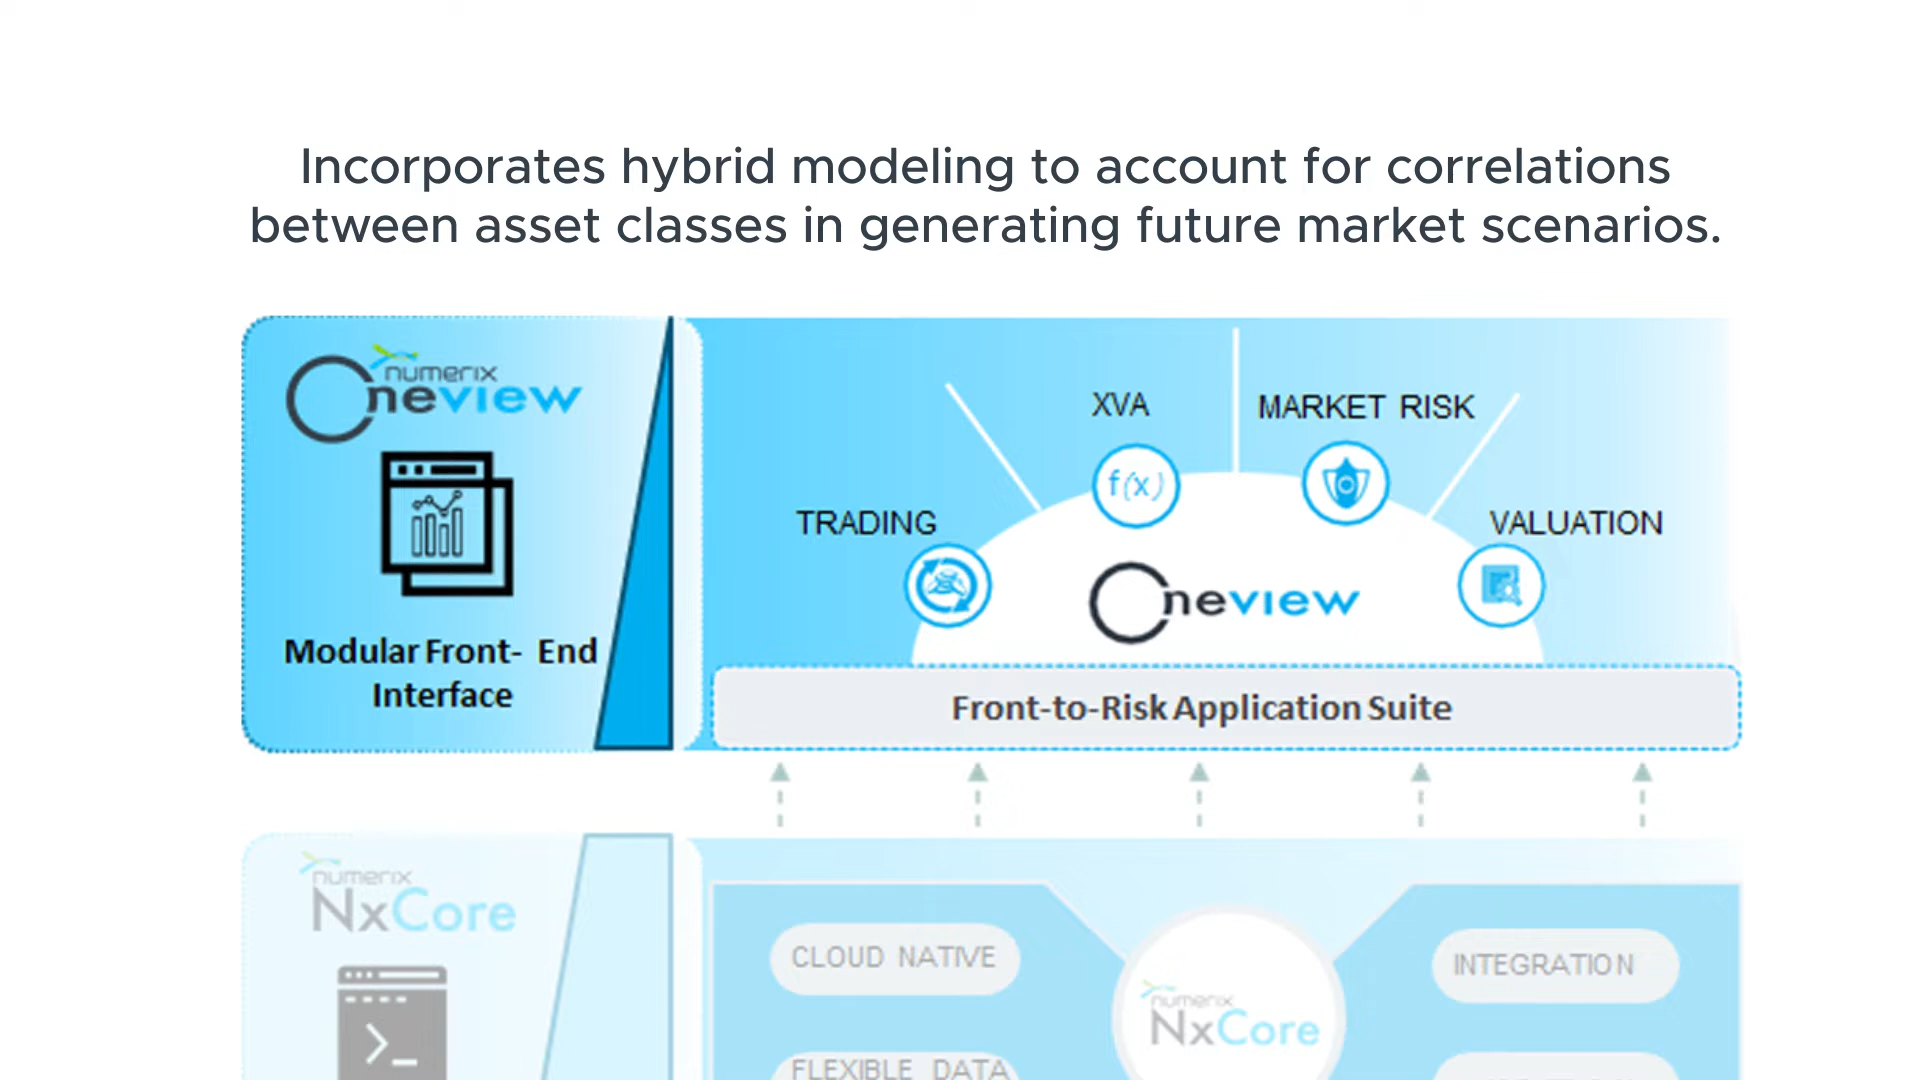 Incorporates hybrid modeling to account for correlations
between asset classes in generating future market scenarios.
numerix
Oneview
Modular Front- End
Interface
XVA
MARKET RISK
f(x)
TRADING
VALUATION
Oneview
Front-to-Risk Application Suite
numerix
NxCore
CLOUD NATIVE
INTEGRATION
numerix
NxCore
FLEXIBLE DATA